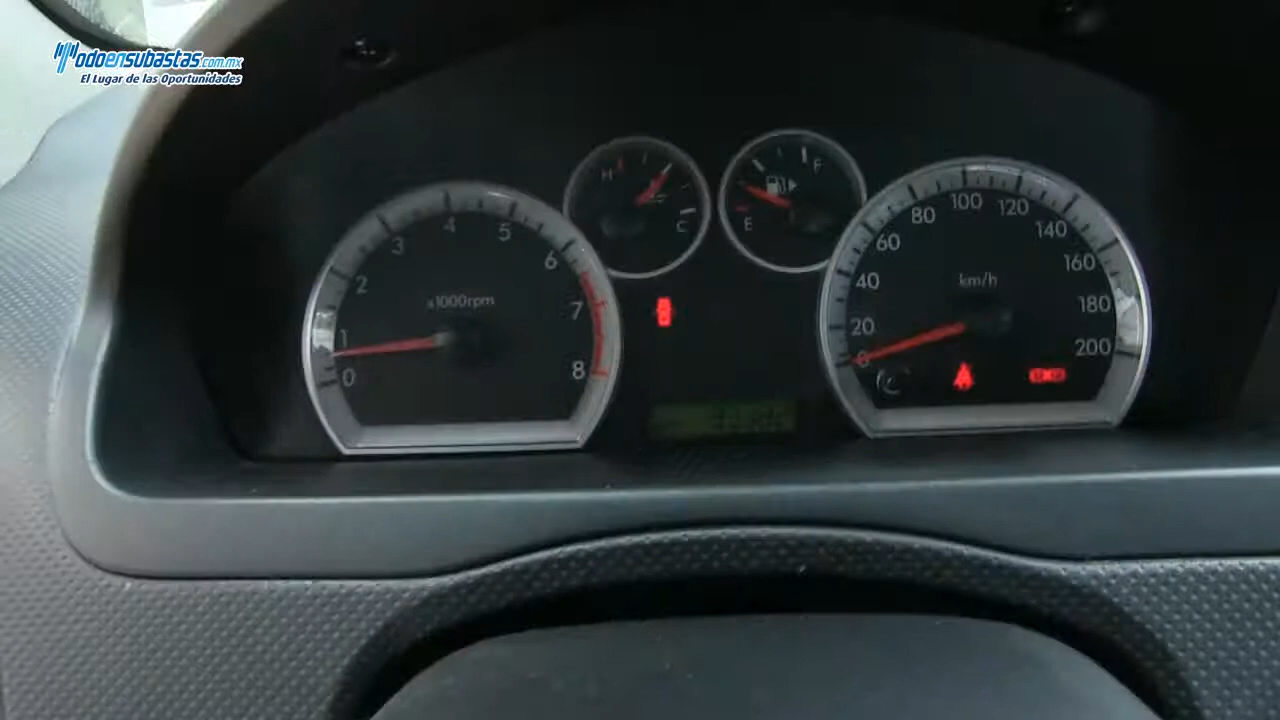 Todoensubastas.com.mx
El Lugar de las Oportunidades
H
C
F
E
0
1
2
3
4
5
6
7
8
x1000rpm
0
20
40
60
80
100
120
140
160
180
200
km/h